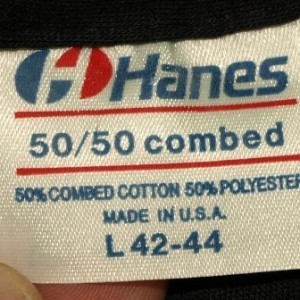 Hanes
50/50 combed
50% COMBED COTTON 50% POLYESTER
MADE IN U.S.A.
L 42-44